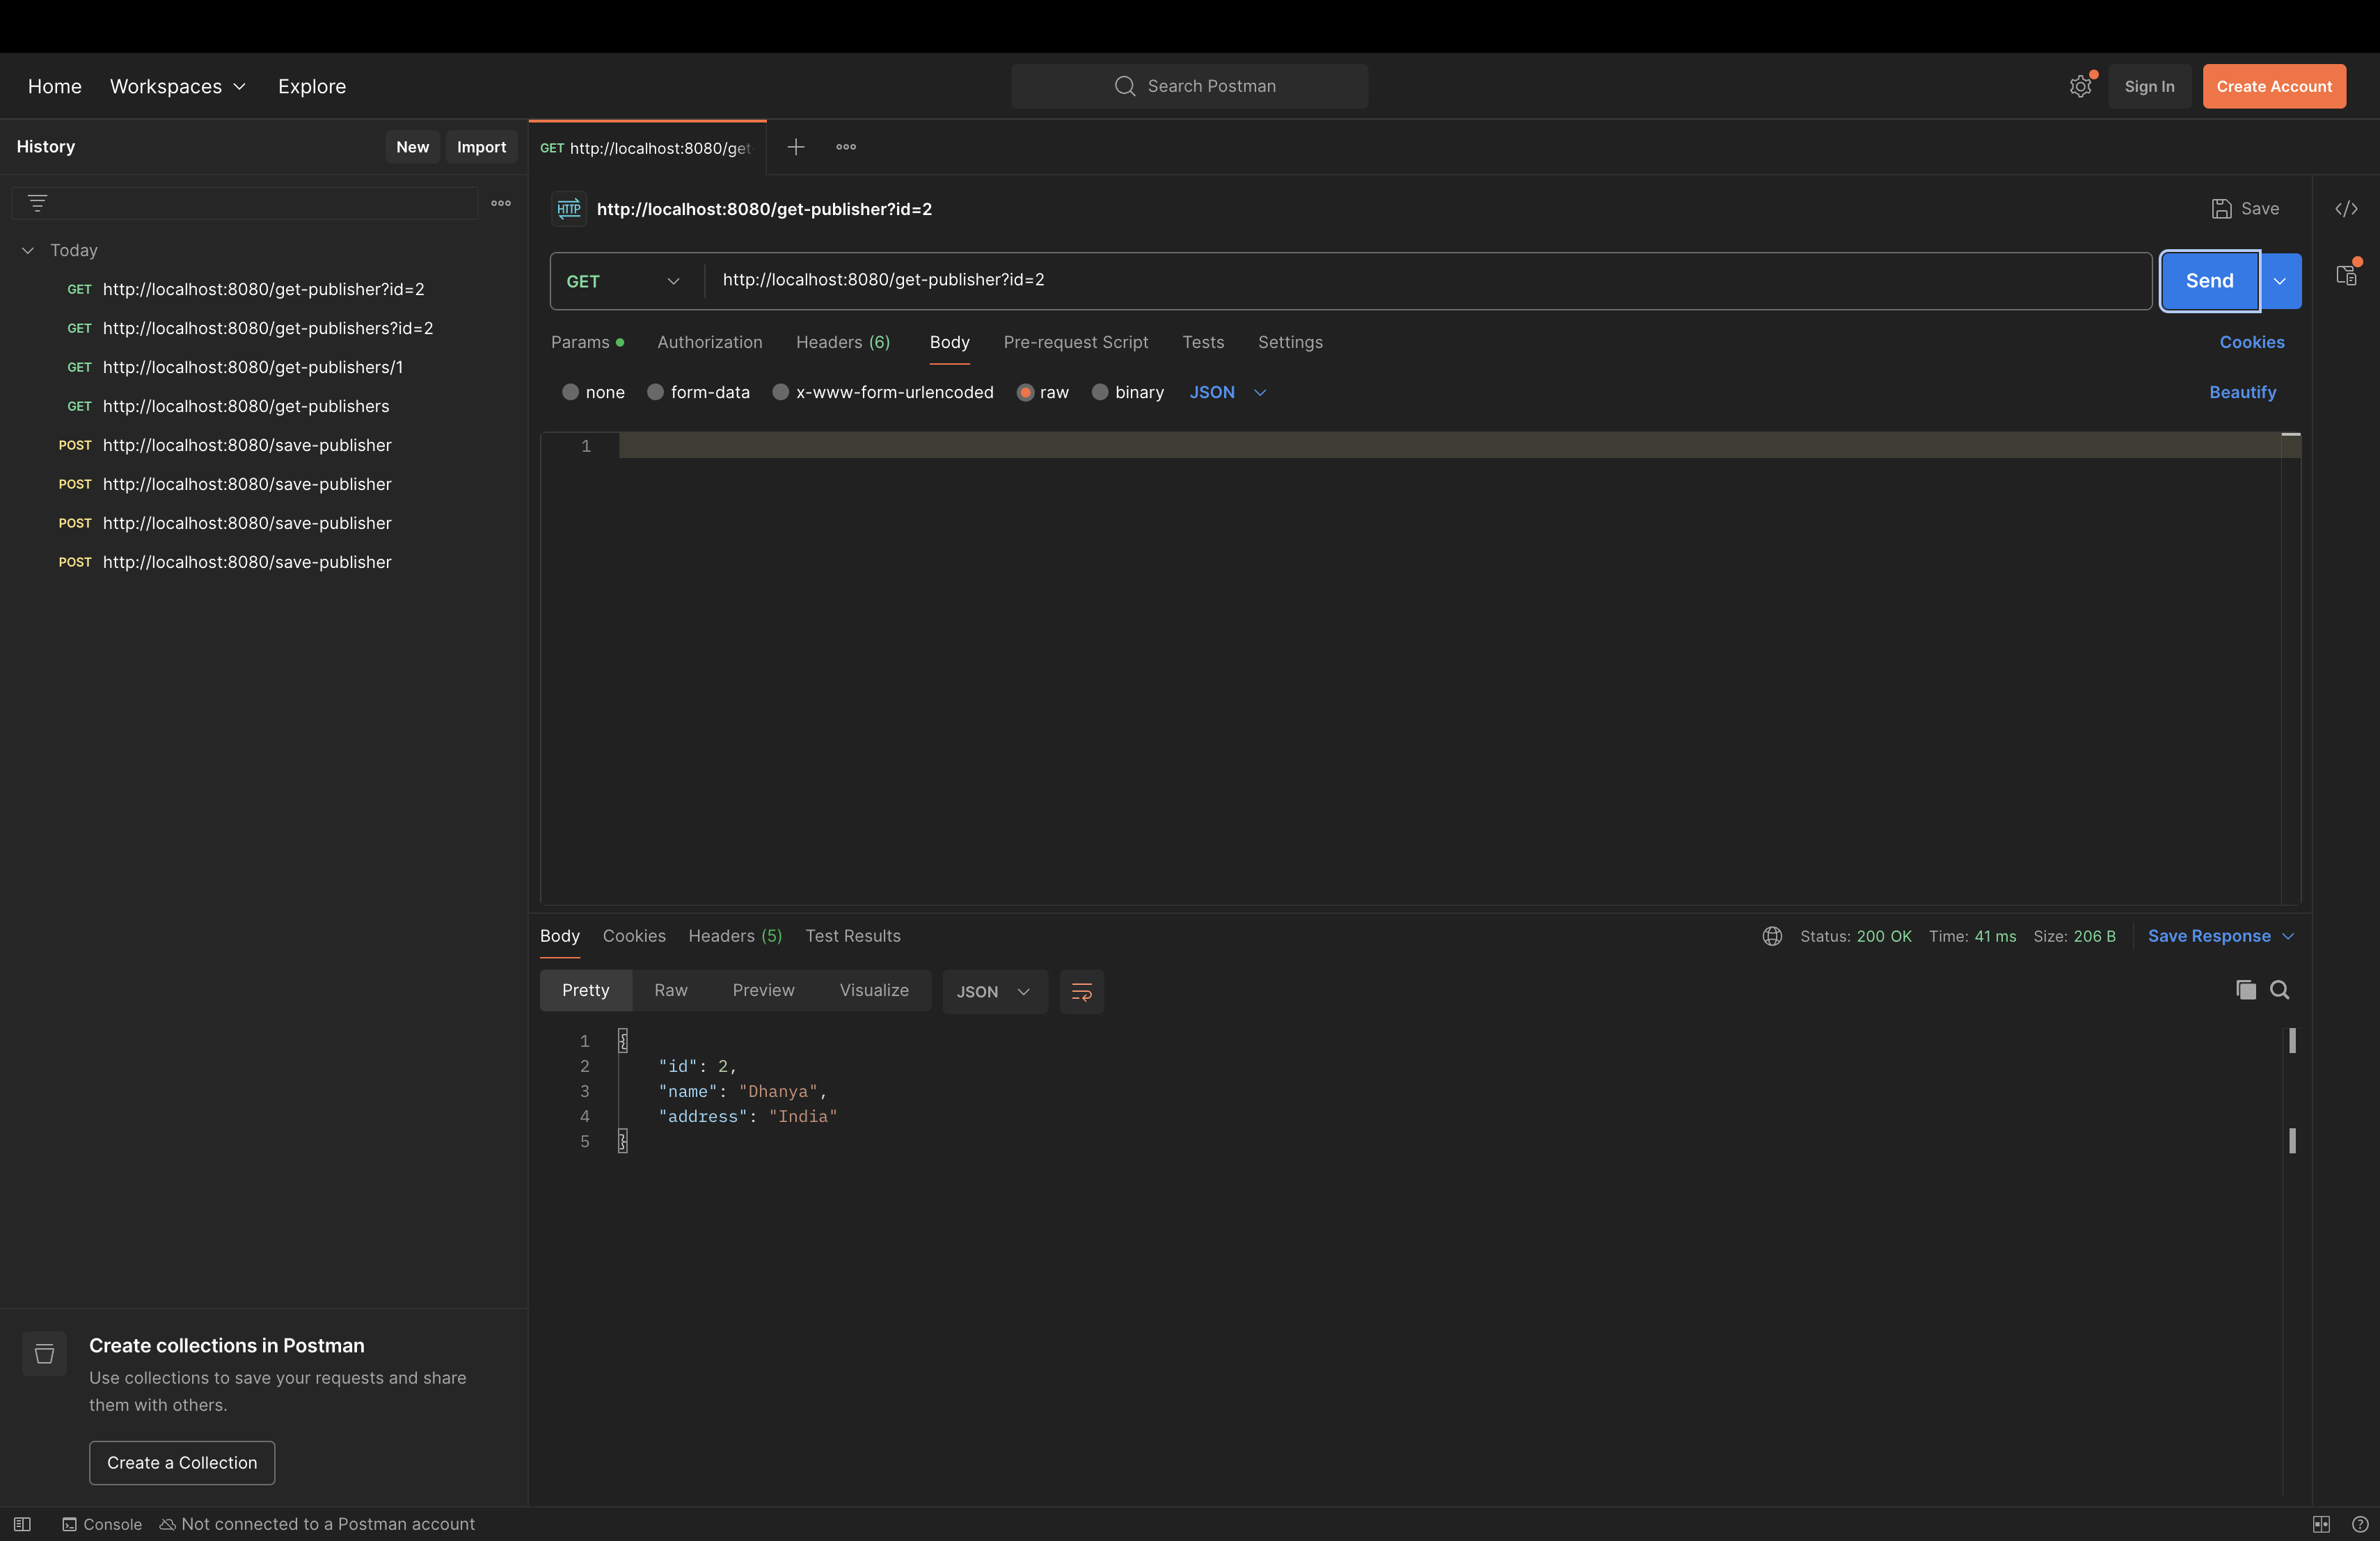 Home Workspaces Explore Search Postman Sign In Create Account
History New Import
GET http://localhost:8080/get
Today
GET http://localhost:8080/get-publisher?id=2
GET http://localhost:8080/get-publishers?id=2
GET http://localhost:8080/get-publishers/1
GET http://localhost:8080/get-publishers
POST http://localhost:8080/save-publisher
POST http://localhost:8080/save-publisher
POST http://localhost:8080/save-publisher
POST http://localhost:8080/save-publisher
HTTP http://localhost:8080/get-publisher?id=2 Save
GET http://localhost:8080/get-publisher?id=2 Send
Params Authorization Headers (6) Body Pre-request Script Tests Settings Cookies
none form-data x-www-form-urlencoded raw binary JSON Beautify
1
Body Cookies Headers (5) Test Results Status: 200 OK Time: 41 ms Size: 206 B Save Response
Pretty Raw Preview Visualize JSON
1 {
2 "id": 2,
3 "name": "Dhanya",
4 "address": "India"
5 }
Create collections in Postman
Use collections to save your requests and share
them with others.
Create a Collection
Console Not connected to a Postman account